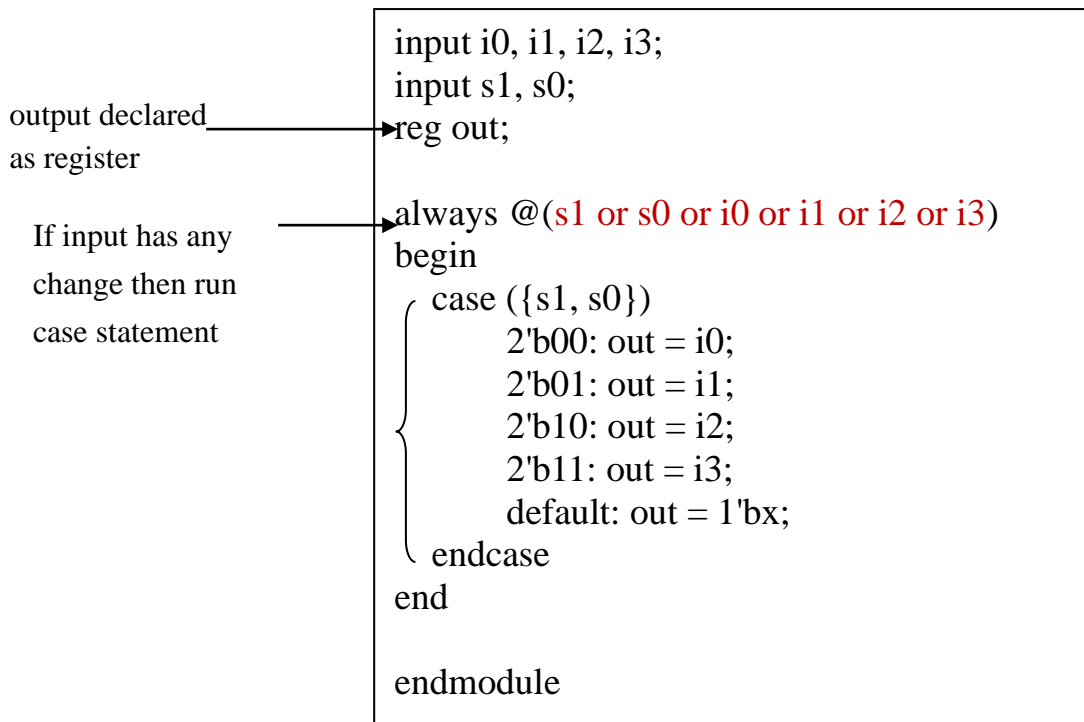 input i0, i1, i2, i3;
input s1, s0;
output declared
as register
reg out;
If input has any
change then run
case statement
always @(s1 or s0 or i0 or i1 or i2 or i3)
begin
case ({s1, s0})
2'b00: out = i0;
2'b01: out = i1;
2'b10: out = i2;
2'b11: out = i3;
default: out = 1'bx;
endcase
end
endmodule